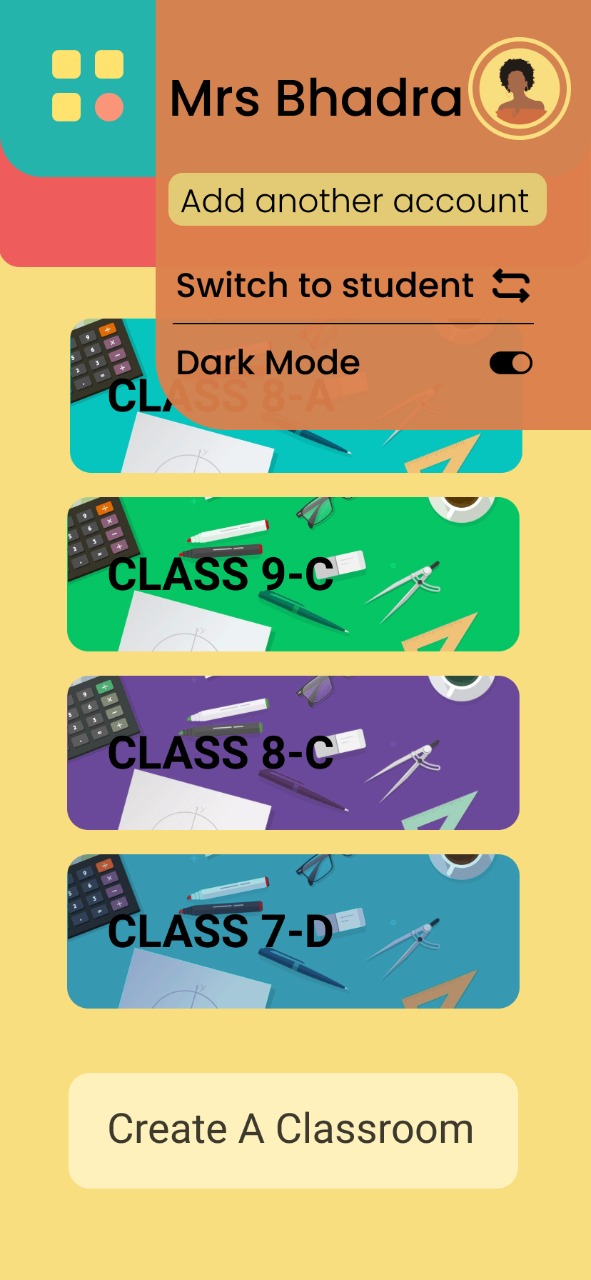 Mrs Bhadra
Add another account
Switch to student
Dark Mode
CLASS 8-A
CLASS 9-C
CLASS 8-C
CLASS 7-D
Create A Classroom